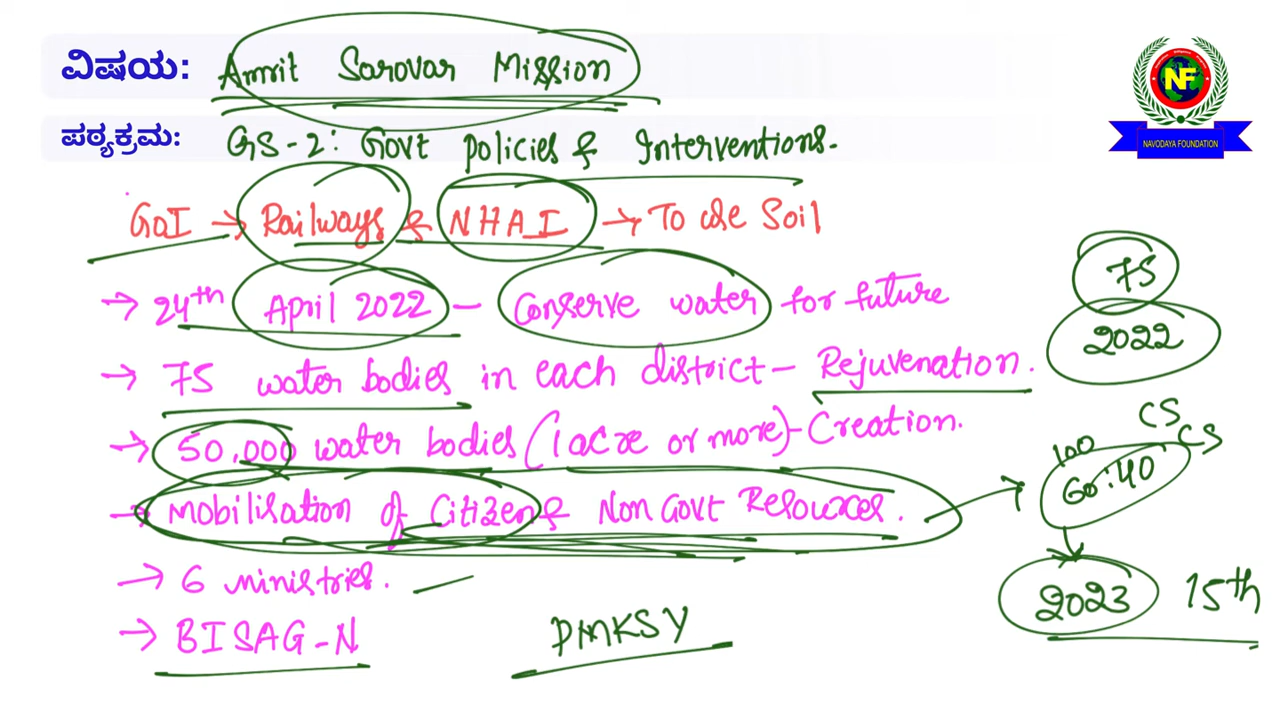 ವಿಷಯ: Amrit Sarovar Mission
ಪಠ್ಯಕ್ರಮ: GS-2: Govt Policies & Interventions.
NF
NAVODAYA FOUNDATION
GOI → Railways & NHAI → To use Soil
→ 24th April 2022 - Conserve water for future
75
2022
→ 75 water bodies in each district - Rejuvenation.
→ 50,000 water bodies (1 acre or more) - Creation.
CS
CS
100
60:40
→ Mobilisation of Citizen & Non Govt Resources.
→ 6 ministries.
2023 15th
→ BISAG-N
PMKSY